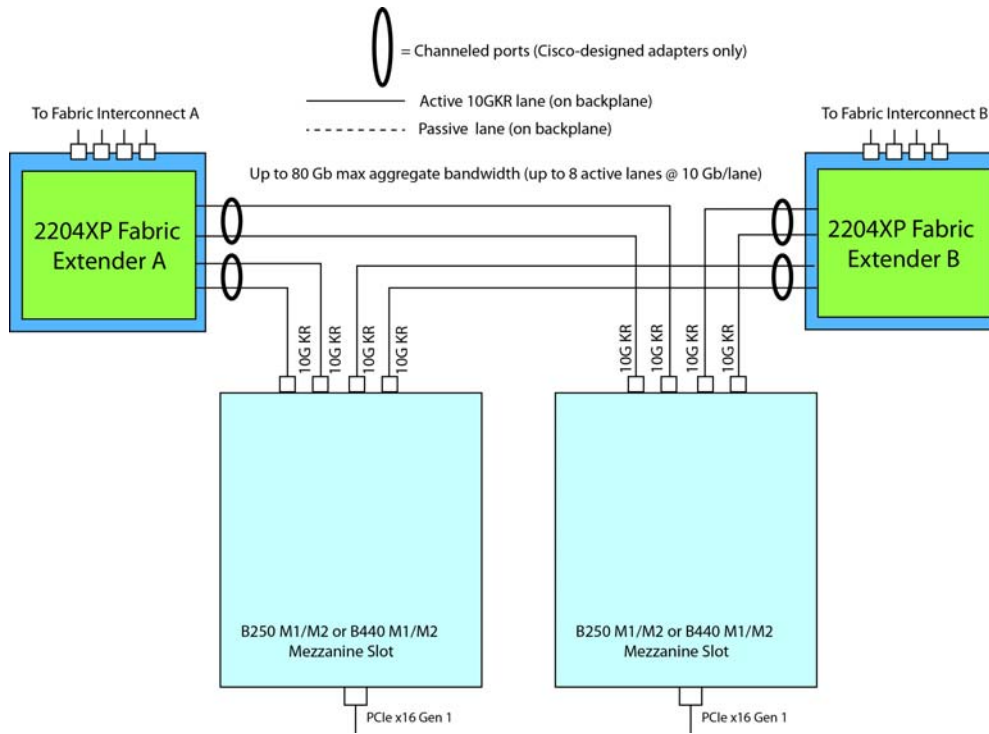 = Channeled ports (Cisco-designed adapters only)
Active 10GKR lane (on backplane)
Passive lane (on backplane)
To Fabric Interconnect A
To Fabric Interconnect B
Up to 80 Gb max aggregate bandwidth (up to 8 active lanes @ 10 Gb/lane)
2204XP Fabric
Extender A
2204XP Fabric
Extender B
10G KR
10G KR
10G KR
10G KR
10G KR
10G KR
10G KR
10G KR
B250 M1/M2 or B440 M1/M2
Mezzanine Slot
B250 M1/M2 or B440 M1/M2
Mezzanine Slot
PCIe x16 Gen 1
PCIe x16 Gen 1